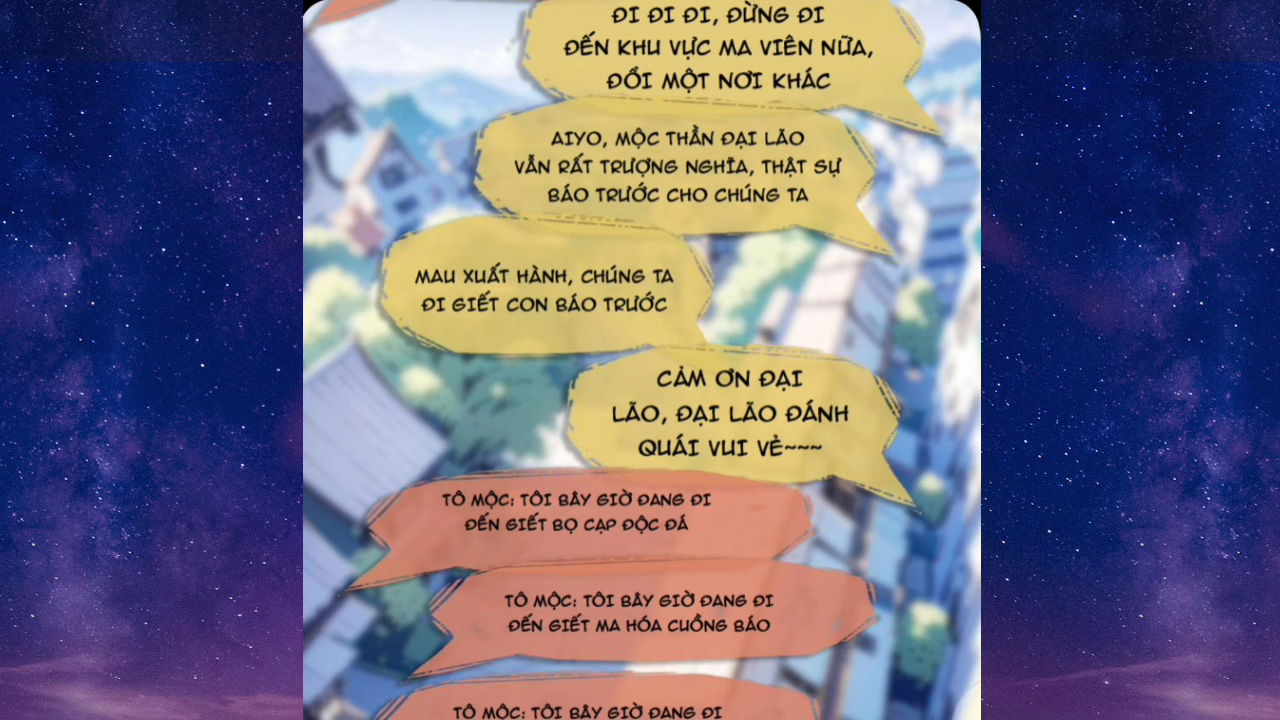 ĐI ĐI ĐI, ĐỪNG ĐI
ĐẾN KHU VỰC MA VIÊN NỮA,
ĐỔI MỘT NƠI KHÁC
AIYO, MỘC THẦN ĐẠI LÃO
VẪN RẤT TRƯỢNG NGHĨA, THẬT SỰ
BÁO TRƯỚC CHO CHÚNG TA
MAU XUẤT HÀNH, CHÚNG TA
ĐI GIẾT CON BÁO TRƯỚC
CẢM ƠN ĐẠI
LÃO, ĐẠI LÃO ĐÁNH
QUÁI VUI VẺ~~~
TÔ MỘC: TÔI BÂY GIỜ ĐANG ĐI
ĐẾN GIẾT BỌ CẠP ĐỘC ĐÁ
TÔ MỘC: TÔI BÂY GIỜ ĐANG ĐI
ĐẾN GIẾT MA HÓA CUỒNG BÁO
TÔ MỘC: TÔI BÂY GIỜ ĐANG ĐI